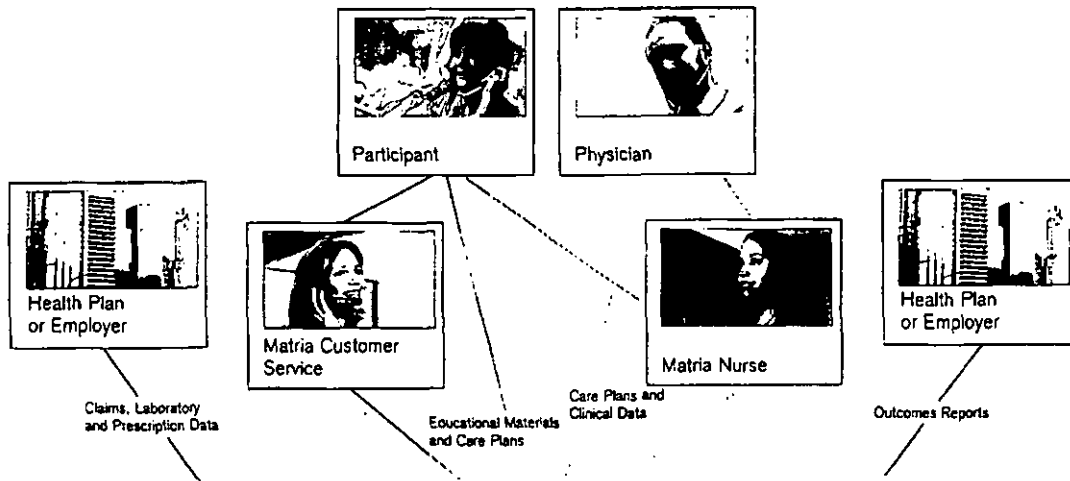 Participant
Physician
Health Plan
or Employer
Matria Customer
Service
Matria Nurse
Health Plan
or Employer
Claims, Laboratory
and Prescription Data
Educational Materials
and Care Plans
Care Plans and
Clinical Data
Outcomes Reports